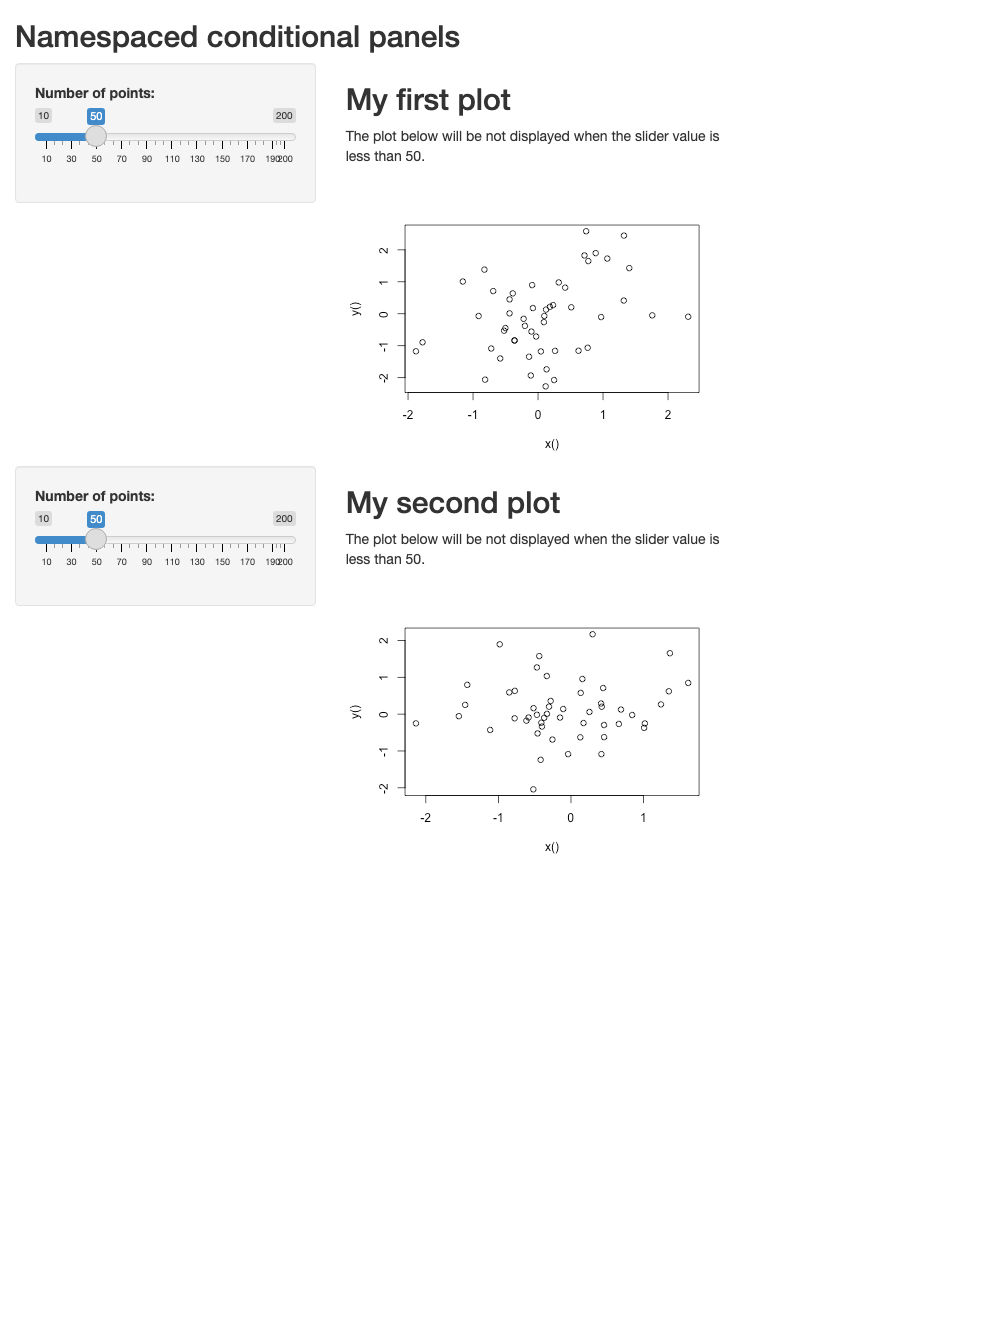 Namespaced conditional panels
Number of points:
10 50 200
10 30 50 70 90 110 130 150 170 190 200
My first plot
The plot below will be not displayed when the slider value is
less than 50.
2
1
0
-1
-2
y()
-2 -1 0 1 2
x()
Number of points:
10 50 200
10 30 50 70 90 110 130 150 170 190 200
My second plot
The plot below will be not displayed when the slider value is
less than 50.
2
1
0
-1
-2
y()
-2 -1 0 1
x()